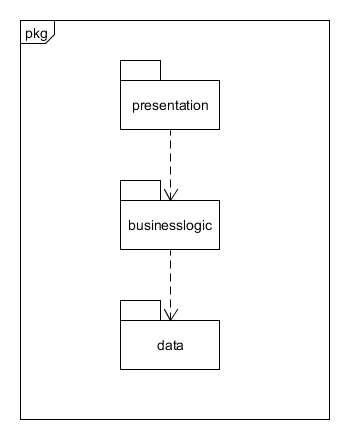 pkg
presentation
businesslogic
data